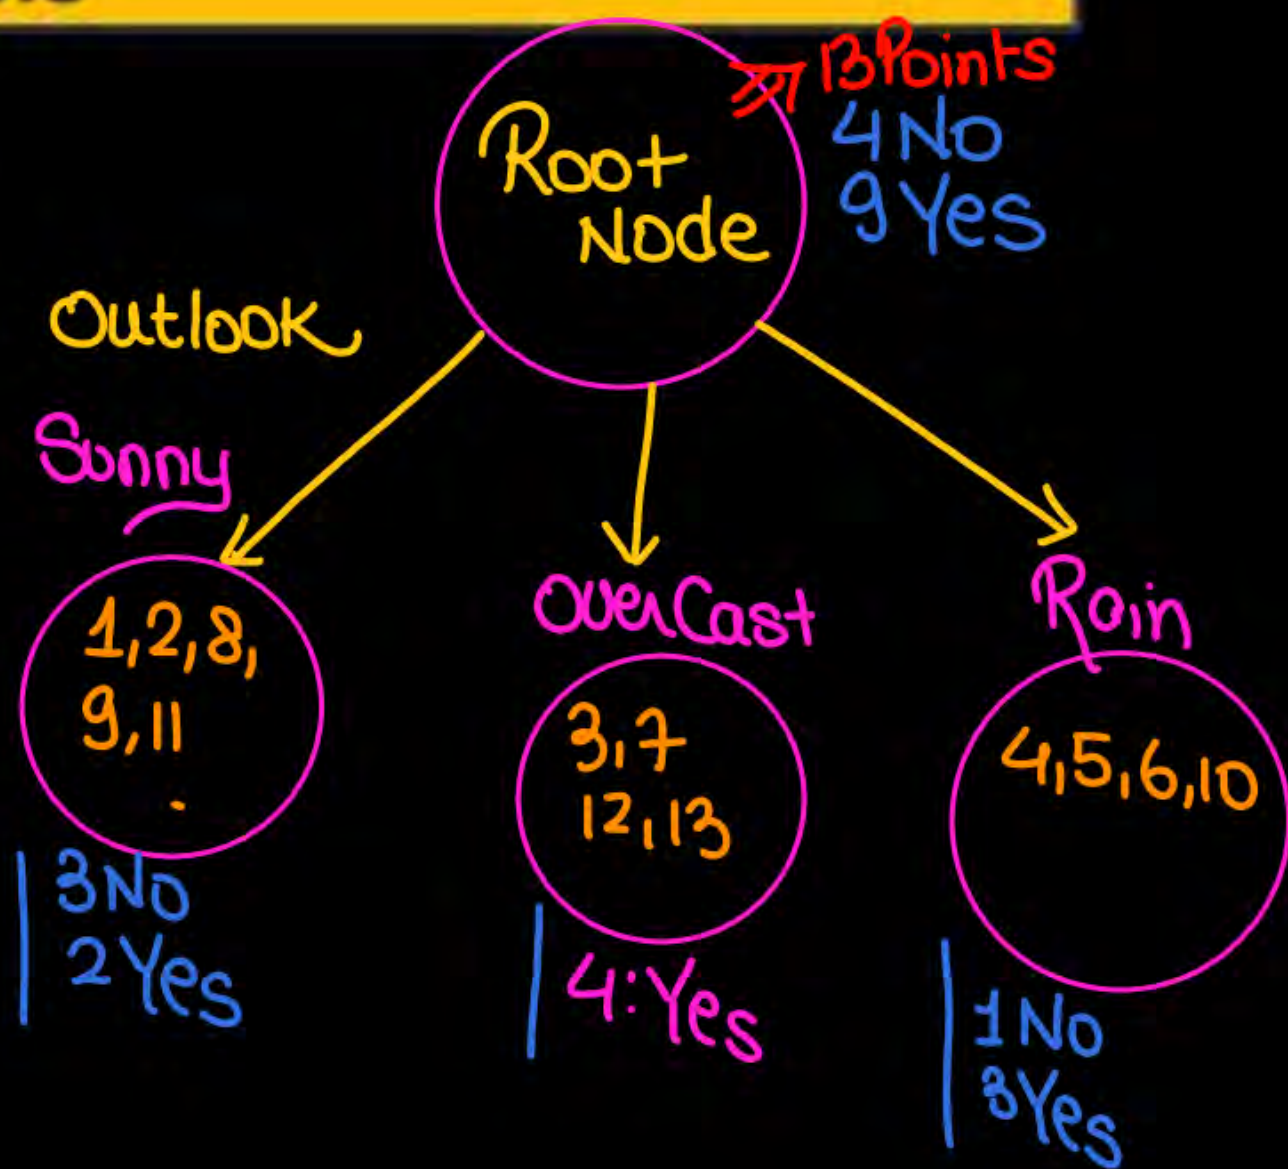 Root
Node
13 Points
4 No
9 Yes
Outlook
Sunny
1,2,8,
9,11
.
3 No
2 Yes
OverCast
3,7
12,13
4:Yes
Rain
4,5,6,10
1 No
3 Yes